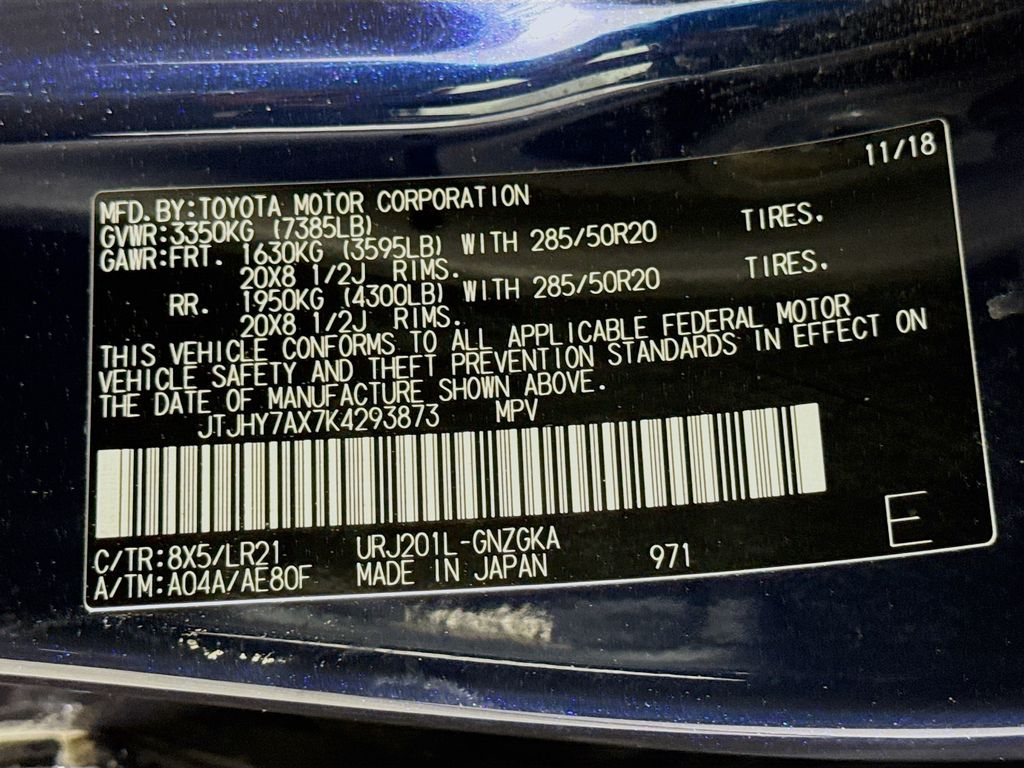 11/18
MFD. BY: TOYOTA MOTOR CORPORATION
GVWR: 3350KG (7385LB)
GAWR: FRT. 1630KG (3595LB) WITH 285/50R20 TIRES.
20X8 1/2J RIMS.
RR. 1950KG (4300LB) WITH 285/50R20 TIRES.
20X8 1/2J RIMS.
THIS VEHICLE CONFORMS TO ALL APPLICABLE FEDERAL MOTOR
VEHICLE SAFETY AND THEFT PREVENTION STANDARDS IN EFFECT ON
THE DATE OF MANUFACTURE SHOWN ABOVE.
JTJHY7AX7K4293873 MPV
C/TR: 8X5/LR21 URJ201L-GNZGKA
A/TM: A04A/AE80F MADE IN JAPAN 971 E